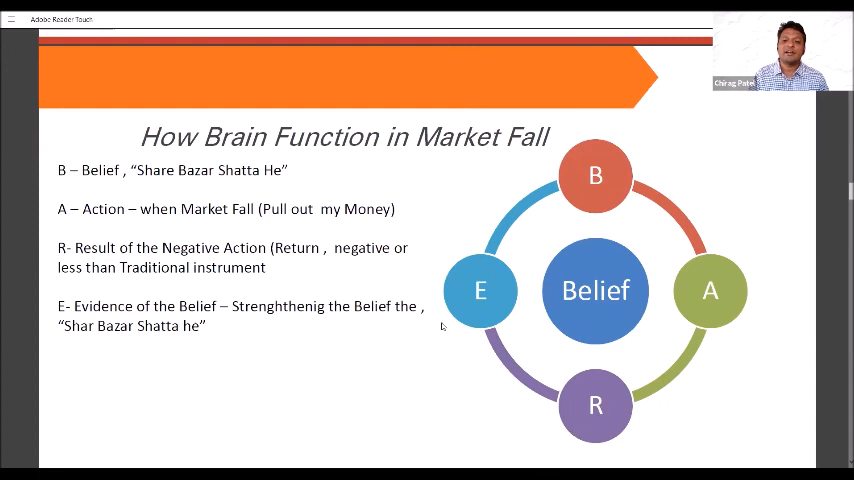 Adobe Reader Touch
Chirag Patel
How Brain Function in Market Fall
B – Belief , “Share Bazar Shatta He”
A – Action – when Market Fall (Pull out my Money)
R- Result of the Negative Action (Return , negative or
less than Traditional instrument
E- Evidence of the Belief – Strenghthenig the Belief the ,
“Shar Bazar Shatta he”
B
E
Belief
A
R